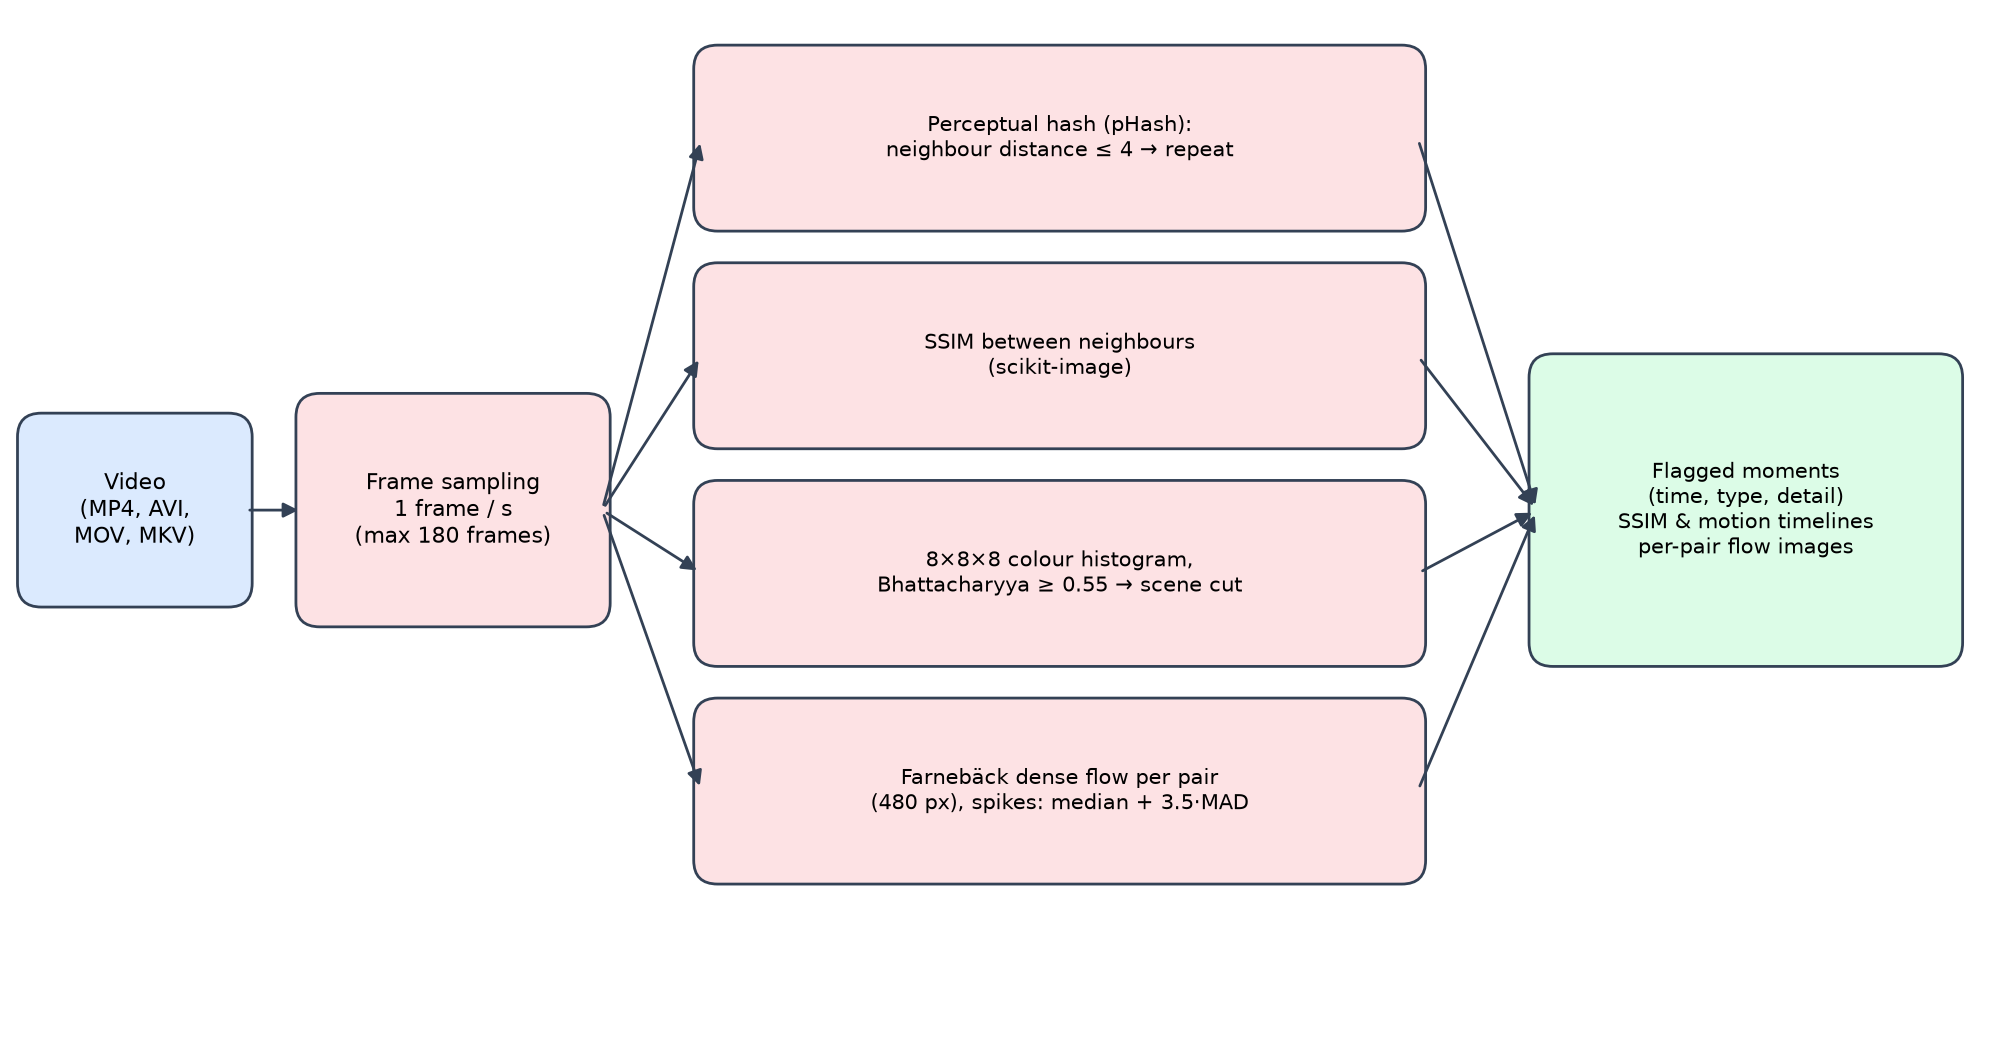 Video
(MP4, AVI,
MOV, MKV)
Frame sampling
1 frame / s
(max 180 frames)
Perceptual hash (pHash):
neighbour distance ≤ 4 → repeat
SSIM between neighbours
(scikit-image)
8×8×8 colour histogram,
Bhattacharyya ≥ 0.55 → scene cut
Farnebäck dense flow per pair
(480 px), spikes: median + 3.5·MAD
Flagged moments
(time, type, detail)
SSIM & motion timelines
per-pair flow images